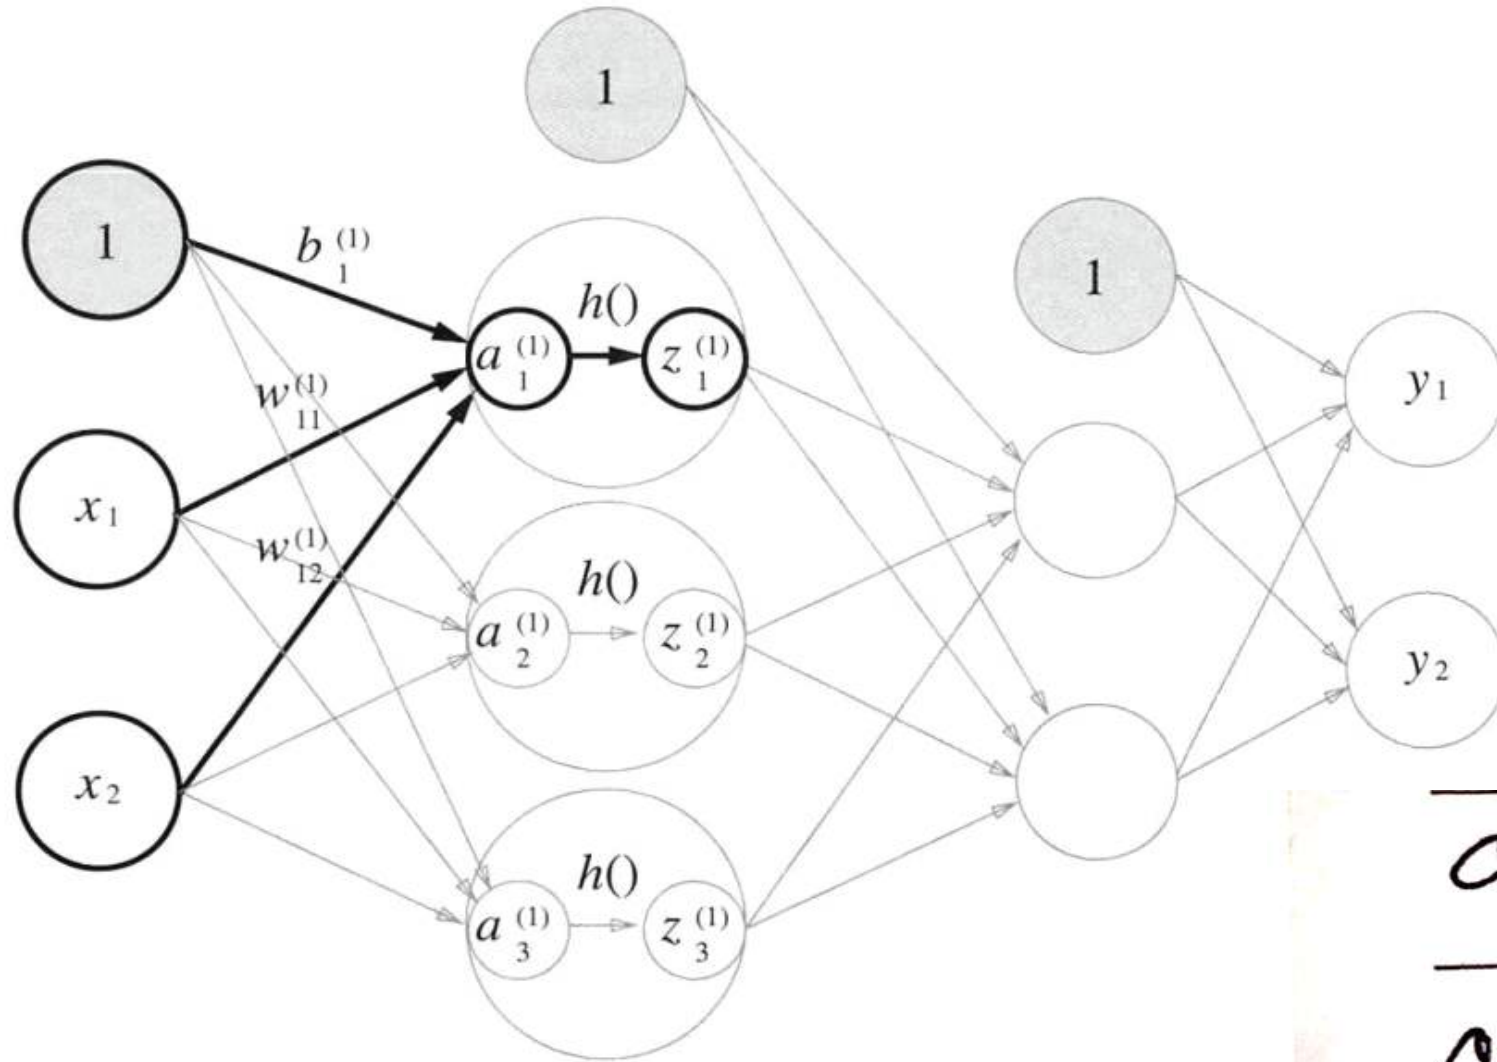 1
1
b₁⁽¹⁾
1
h()
a₁⁽¹⁾
z₁⁽¹⁾
y₁
w₁₁⁽¹⁾
x₁
w₁₂⁽¹⁾
h()
a₂⁽¹⁾
z₂⁽¹⁾
y₂
x₂
h()
a₃⁽¹⁾
z₃⁽¹⁾